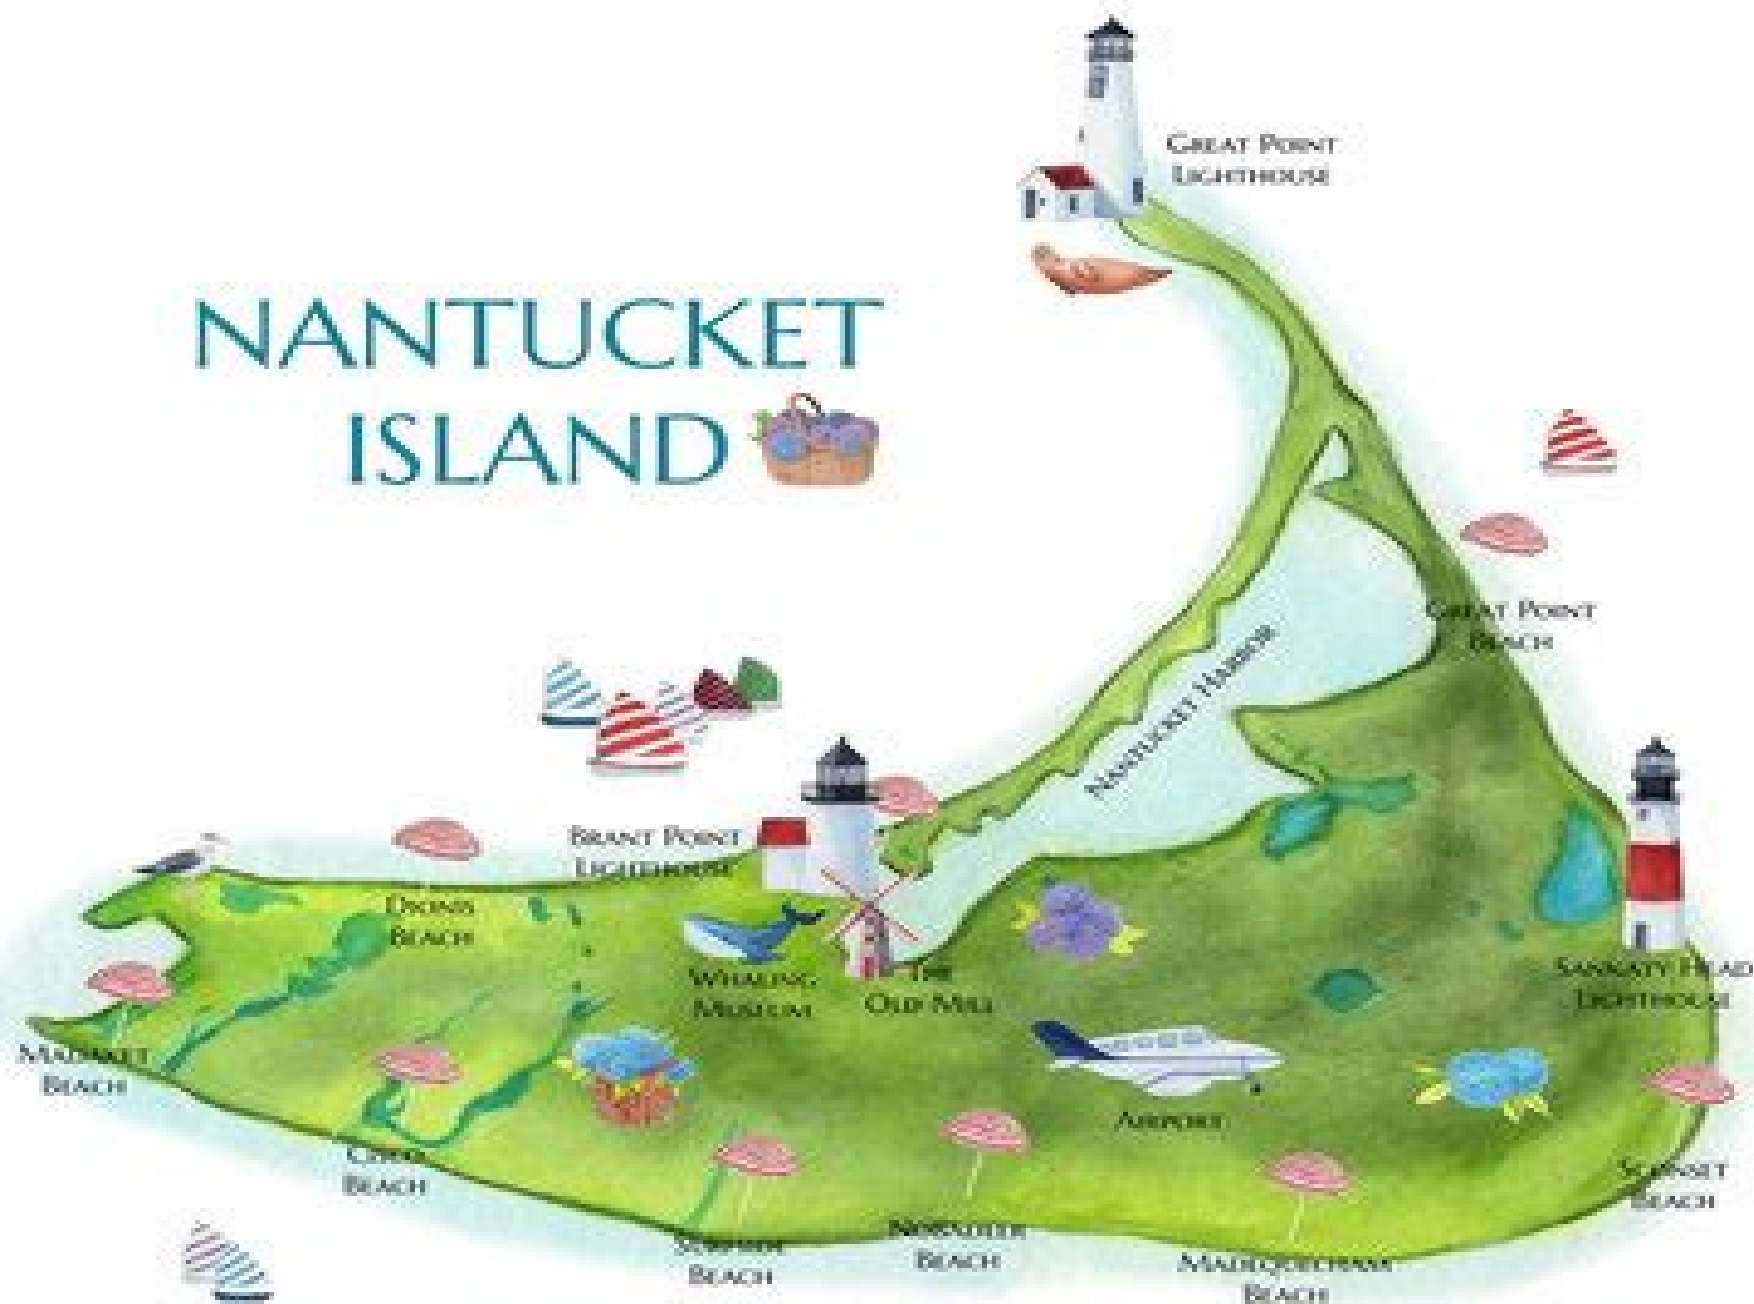 GREAT POINT
LIGHTHOUSE
NANTUCKET
ISLAND
GREAT POINT
BEACH
NANTUCKET HARBOR
BRANT POINT
LIGHTHOUSE
DIONIS
BEACH
WHALING
MUSEUM
THE
OLD MILL
SANKATY HEAD
LIGHTHOUSE
MADAKET
BEACH
AIRPORT
CISCO
BEACH
SCONSET
BEACH
SURFSIDE
BEACH
NOBADEER
BEACH
MADEQUECHAM
BEACH